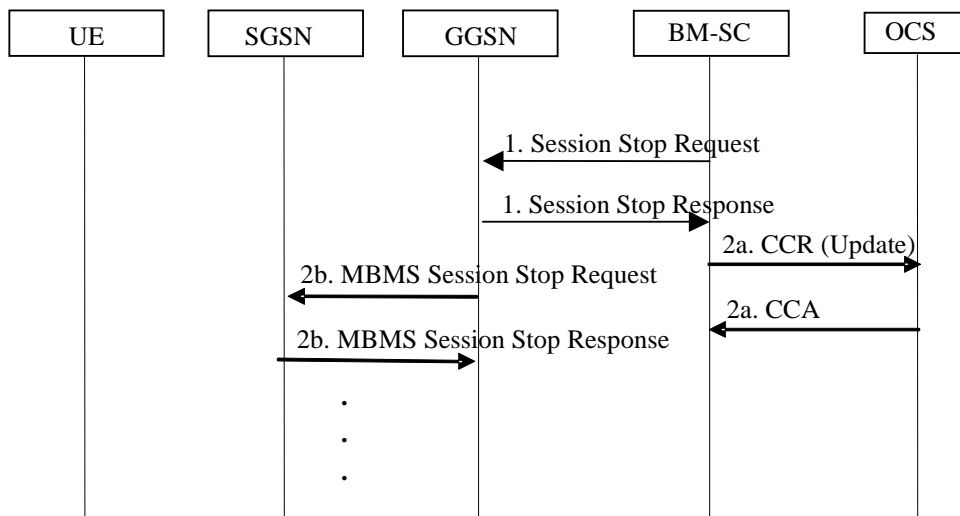 UE
SGSN
GGSN
BM-SC
OCS
1. Session Stop Request
1. Session Stop Response
2a. CCR (Update)
2b. MBMS Session Stop Request
2a. CCA
2b. MBMS Session Stop Response
.
.
.